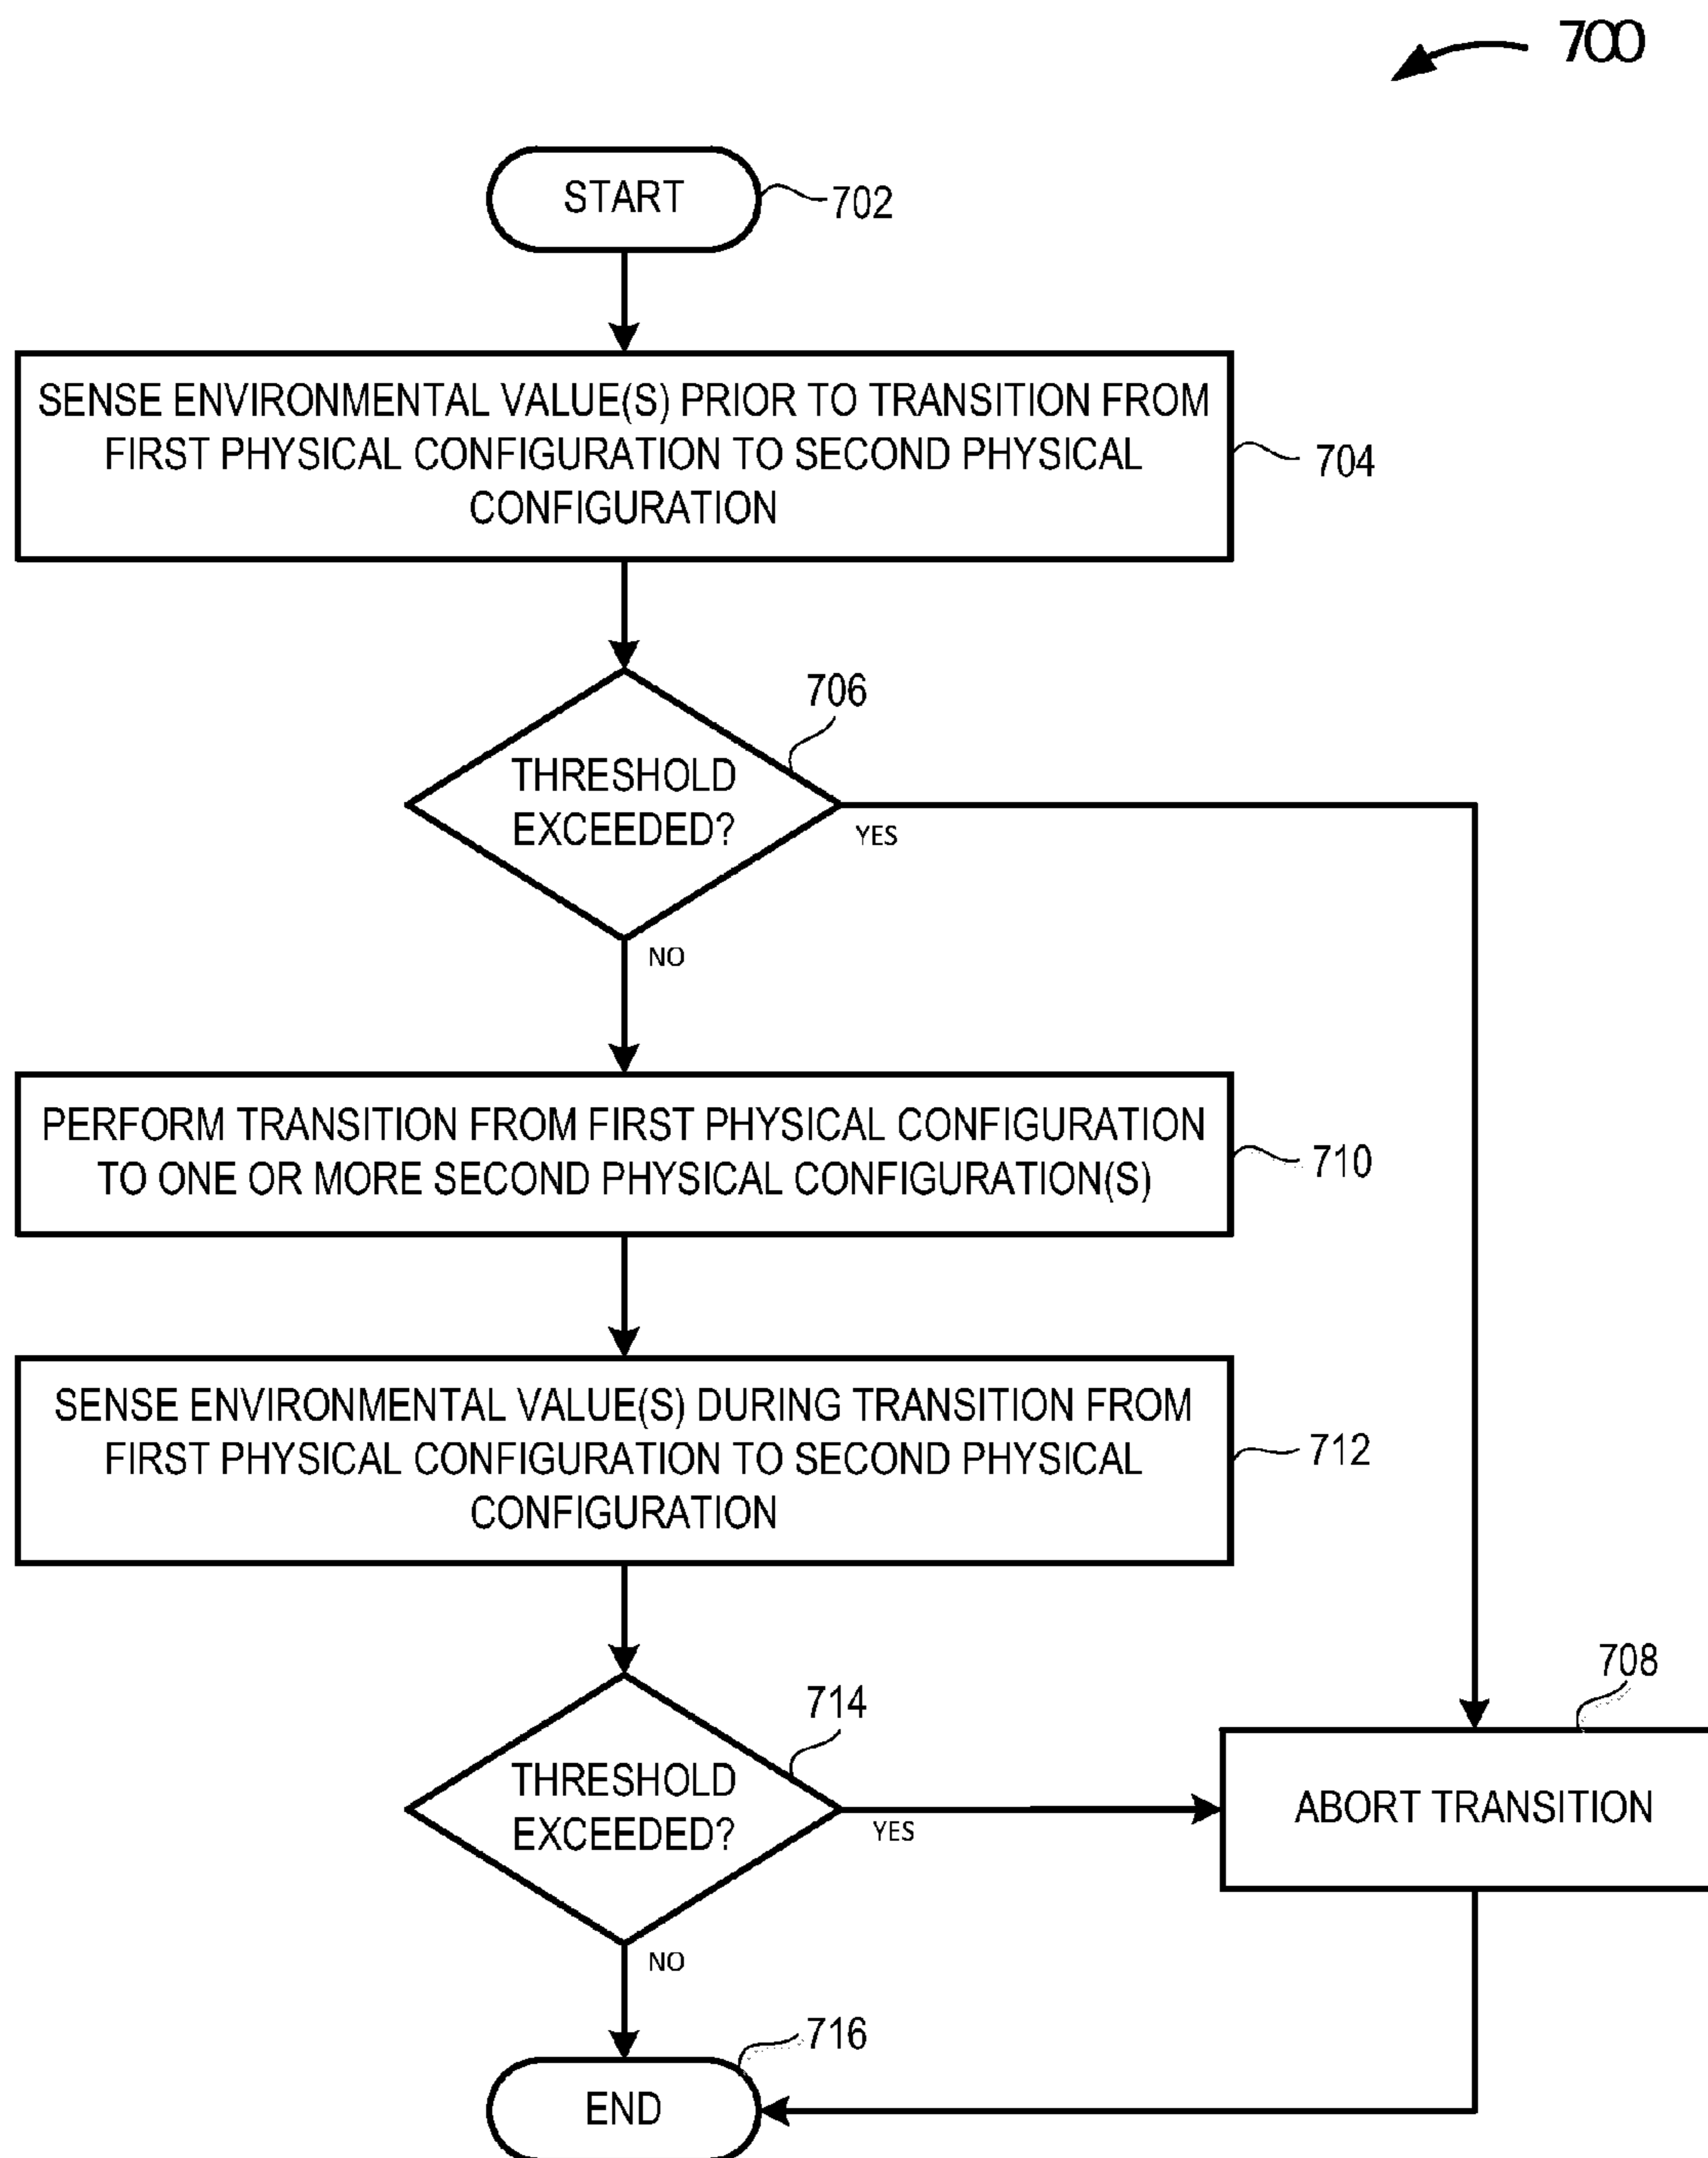 700
START
702
SENSE ENVIRONMENTAL VALUE(S) PRIOR TO TRANSITION FROM
FIRST PHYSICAL CONFIGURATION TO SECOND PHYSICAL
CONFIGURATION
704
706
THRESHOLD
EXCEEDED?
YES
NO
PERFORM TRANSITION FROM FIRST PHYSICAL CONFIGURATION
TO ONE OR MORE SECOND PHYSICAL CONFIGURATION(S)
710
SENSE ENVIRONMENTAL VALUE(S) DURING TRANSITION FROM
FIRST PHYSICAL CONFIGURATION TO SECOND PHYSICAL
CONFIGURATION
712
714
THRESHOLD
EXCEEDED?
YES
NO
708
ABORT TRANSITION
716
END